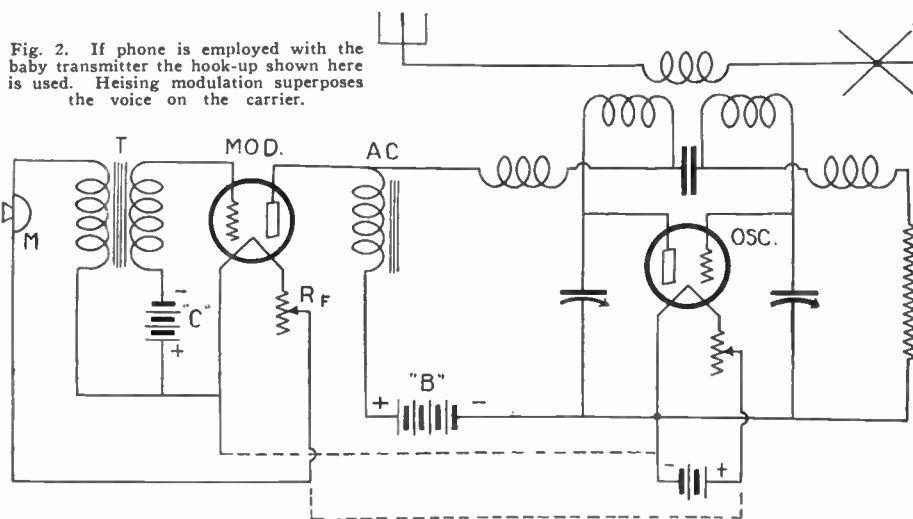 Fig. 2. If phone is employed with the
baby transmitter the hook-up shown here
is used. Heising modulation superposes
the voice on the carrier.
T
MOD.
AC
M
OSC.
- "C" +
RF
+ "B" -
- +